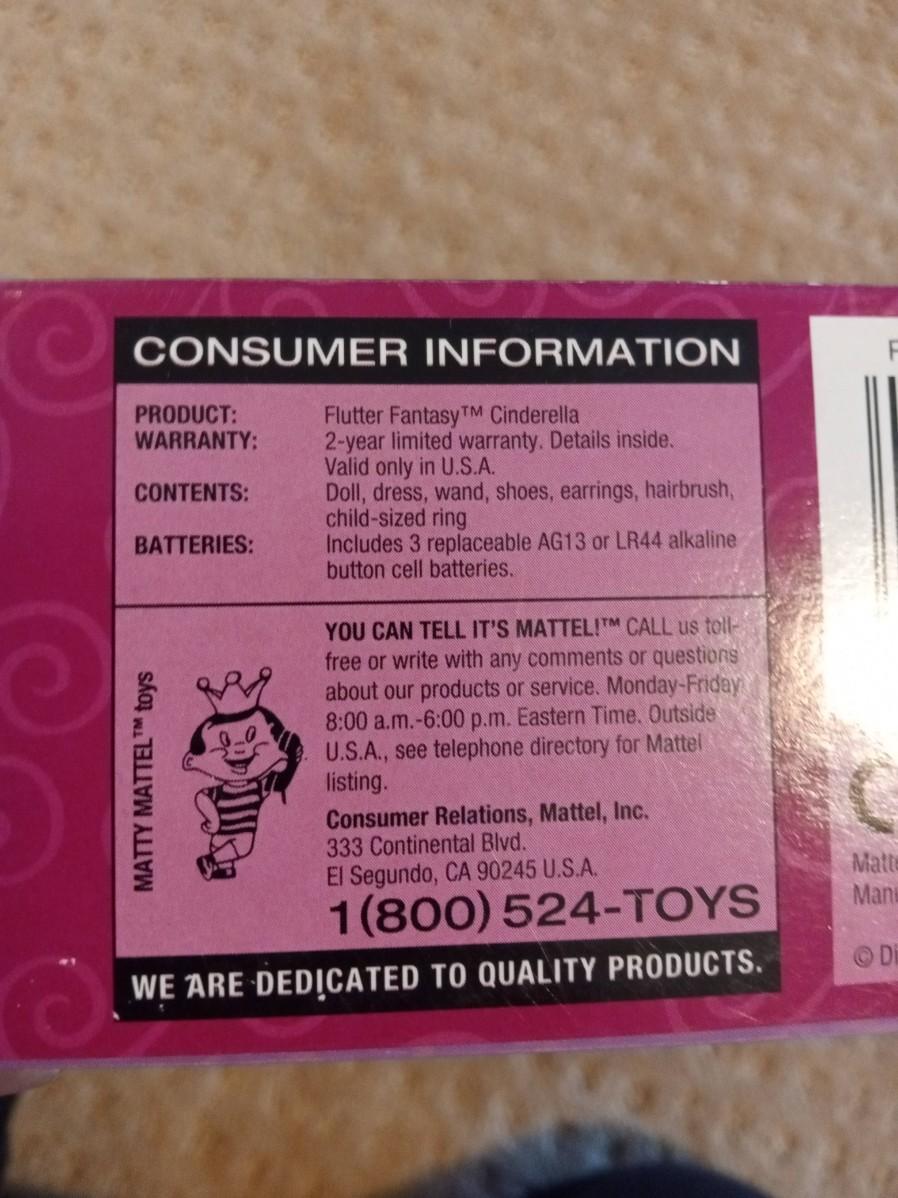 CONSUMER INFORMATION
PRODUCT: Flutter Fantasy™ Cinderella
WARRANTY: 2-year limited warranty. Details inside.
Valid only in U.S.A.
CONTENTS: Doll, dress, wand, shoes, earrings, hairbrush,
child-sized ring
BATTERIES: Includes 3 replaceable AG13 or LR44 alkaline
button cell batteries.
MATTY MATTEL™ toys
YOU CAN TELL IT'S MATTEL!™ CALL us toll-
free or write with any comments or questions
about our products or service. Monday-Friday
8:00 a.m.-6:00 p.m. Eastern Time. Outside
U.S.A., see telephone directory for Mattel
listing.
Consumer Relations, Mattel, Inc.
333 Continental Blvd.
El Segundo, CA 90245 U.S.A.
1(800) 524-TOYS
WE ARE DEDICATED TO QUALITY PRODUCTS.